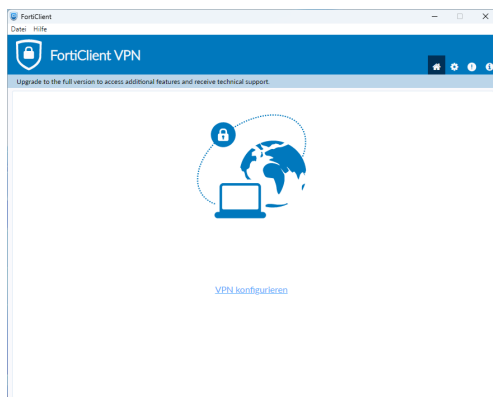 FortiClient
Datei Hilfe
FortiClient VPN
Upgrade to the full version to access additional features and receive technical support.
VPN konfigurieren